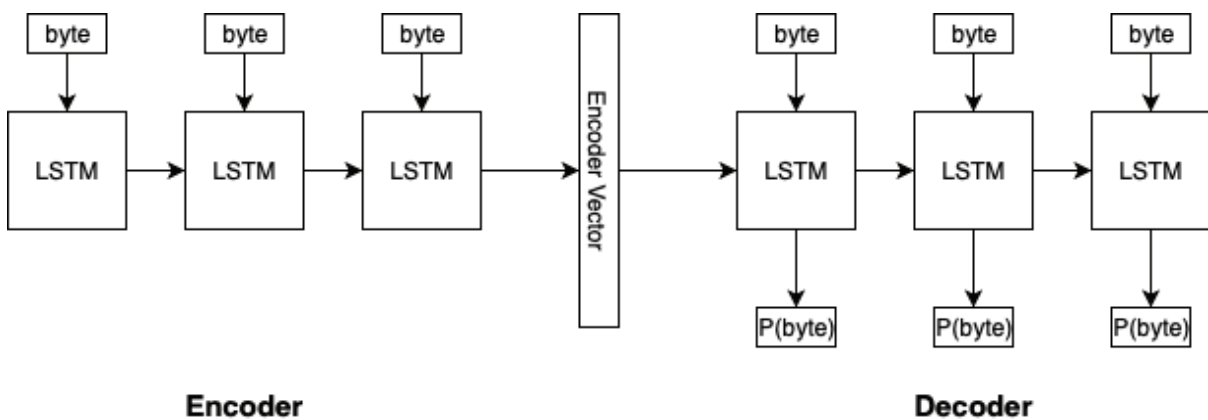 byte
byte
byte
byte
byte
byte
LSTM
LSTM
LSTM
Encoder Vector
LSTM
LSTM
LSTM
P(byte)
P(byte)
P(byte)
Encoder
Decoder